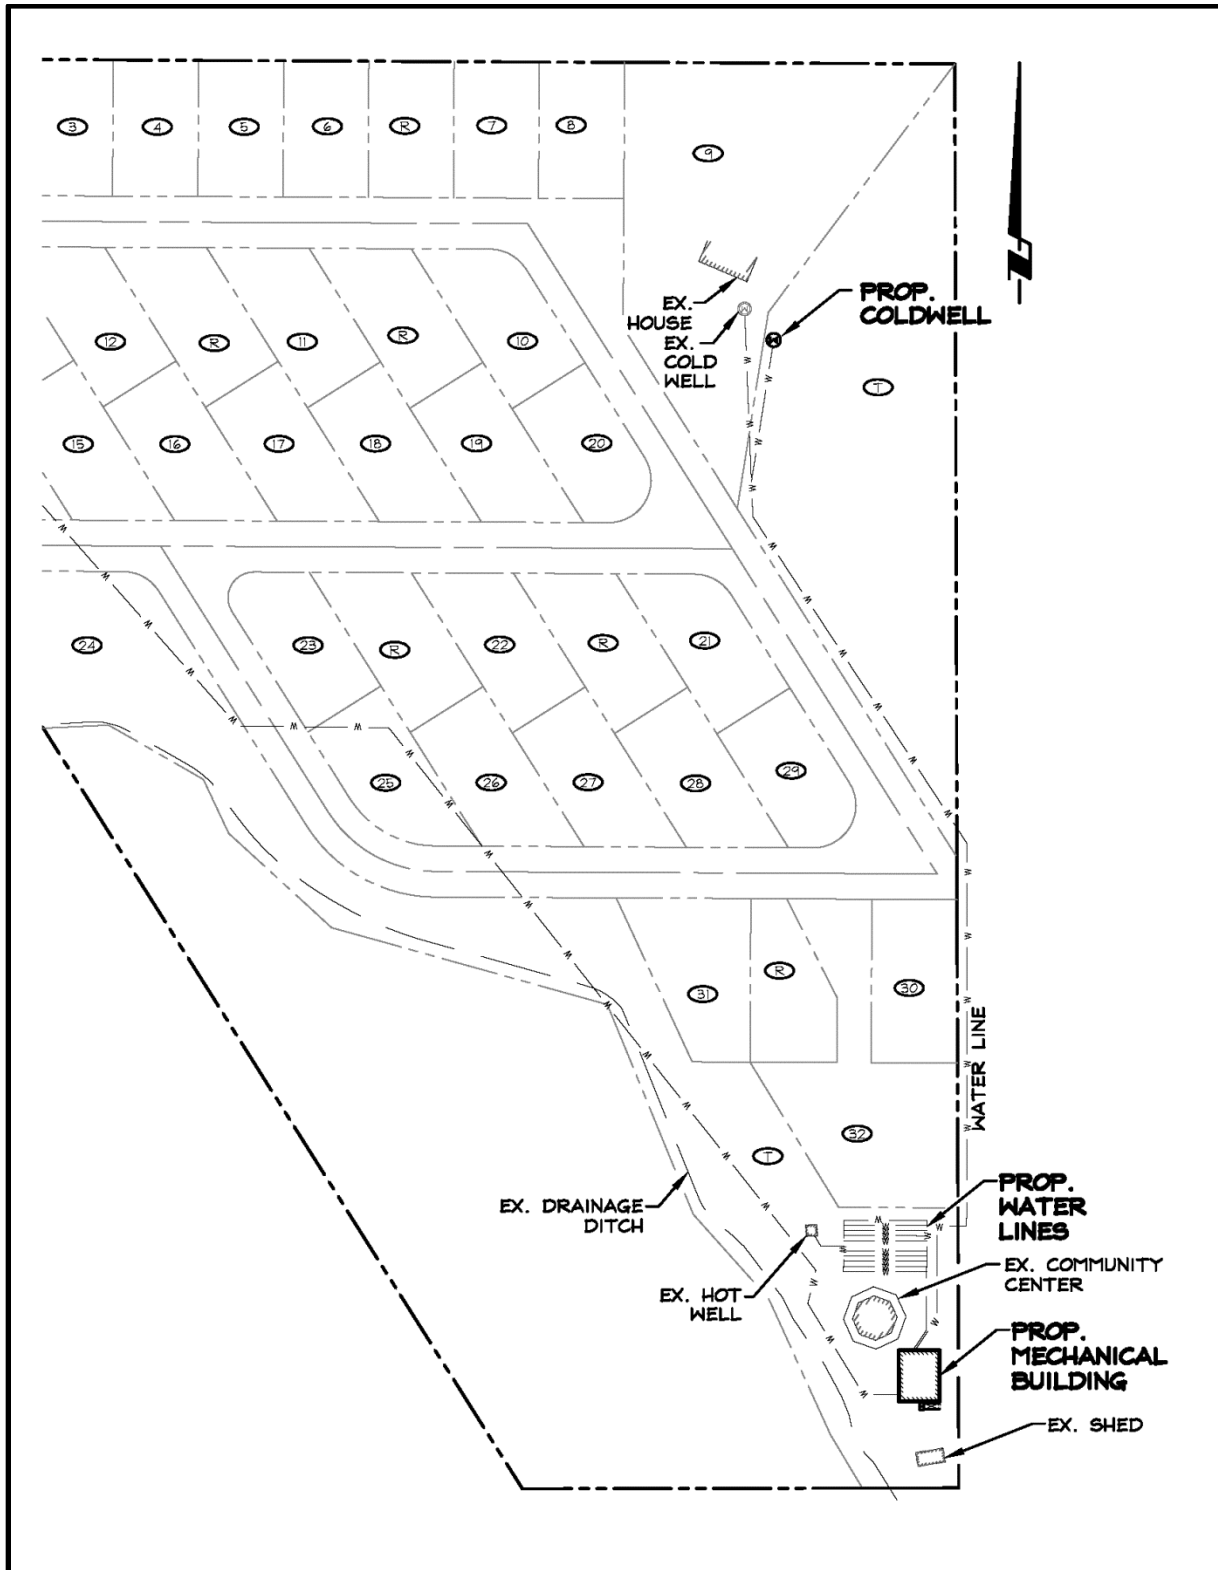 3 4 5 6 R 7 8
9
EX.
HOUSE
EX.
COLD
WELL
PROP.
COLDWELL
N
12 R 11 R 10
T
15 16 17 18 19 20
24 23 R 22 R 21
25 26 27 28 29
31 R 30
WATER LINE
32
T
EX. DRAINAGE
DITCH
PROP.
WATER
LINES
EX. HOT
WELL
EX. COMMUNITY
CENTER
PROP.
MECHANICAL
BUILDING
EX. SHED